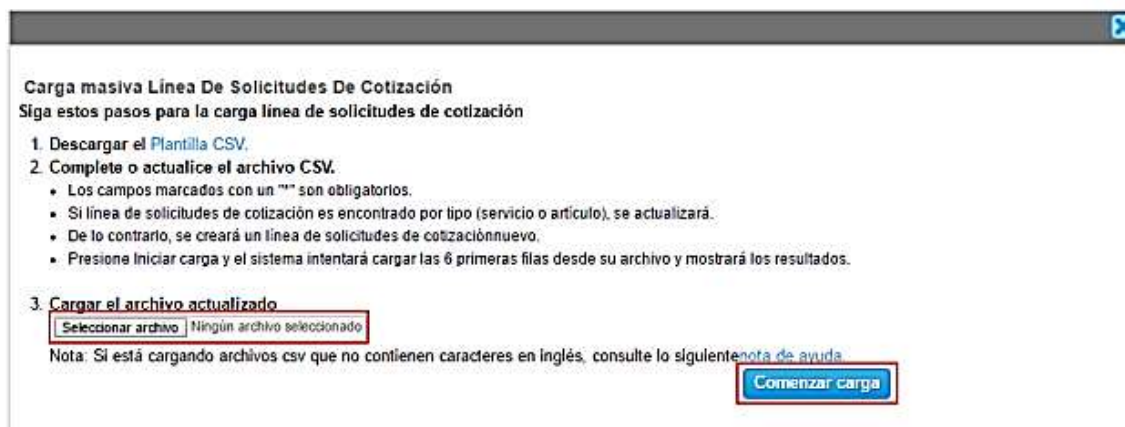 Carga masiva Línea De Solicitudes De Cotización
Siga estos pasos para la carga línea de solicitudes de cotización
1. Descargar el Plantilla CSV.
2. Complete o actualice el archivo CSV.
• Los campos marcados con un "*" son obligatorios.
• Si línea de solicitudes de cotización es encontrado por tipo (servicio o artículo), se actualizará.
• De lo contrario, se creará un línea de solicitudes de cotizaciónnuevo.
• Presione Iniciar carga y el sistema intentará cargar las 6 primeras filas desde su archivo y mostrará los resultados.
3. Cargar el archivo actualizado
Seleccionar archivo Ningún archivo seleccionado
Nota: Si está cargando archivos csv que no contienen caracteres en inglés, consulte lo siguientenota de ayuda.
Comenzar carga